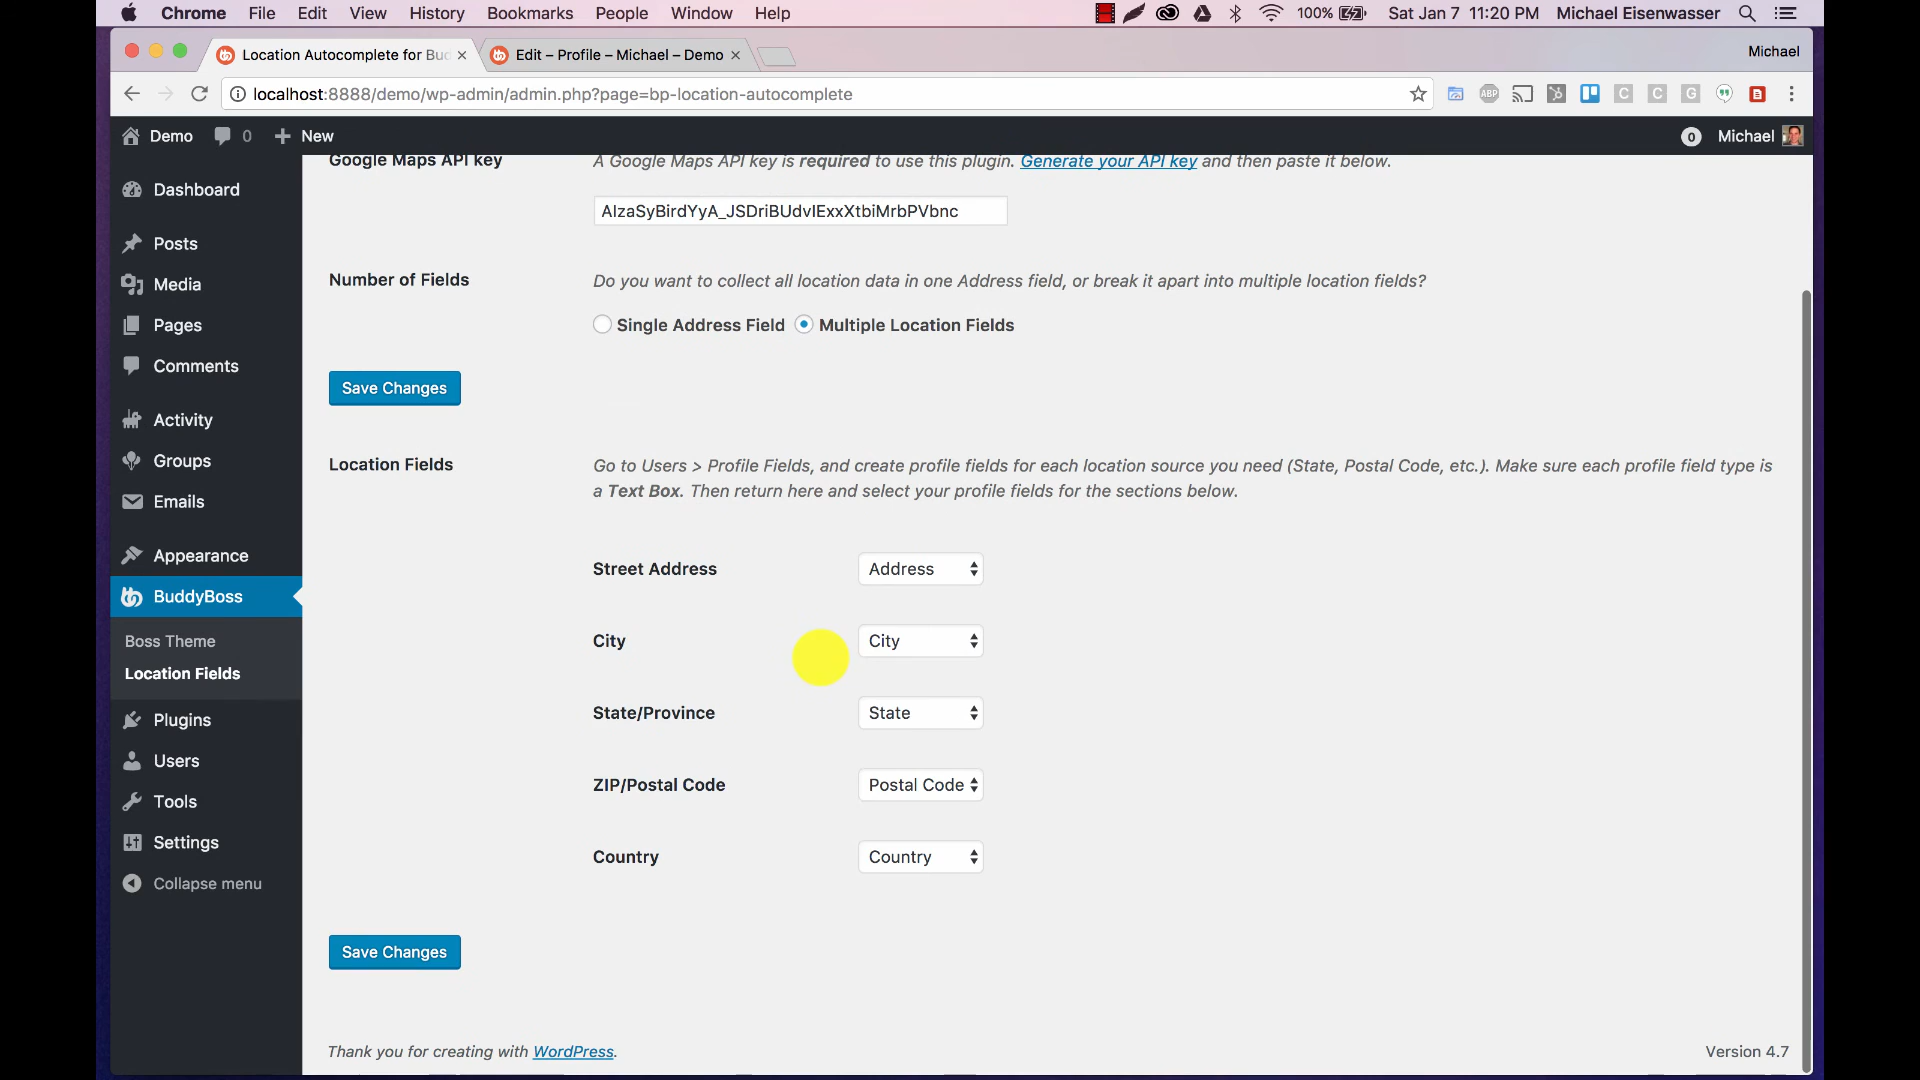 Chrome File Edit View History Bookmarks People Window Help 100% Sat Jan 7 11:20 PM Michael Eisenwasser
Location Autocomplete for Bud Edit – Profile – Michael – Demo Michael
localhost:8888/demo/wp-admin/admin.php?page=bp-location-autocomplete ABP C C G
Demo 0 New 0 Michael
Dashboard
Posts
Media
Pages
Comments
Activity
Groups
Emails
Appearance
BuddyBoss
Boss Theme
Location Fields
Plugins
Users
Tools
Settings
Collapse menu
Google Maps API key A Google Maps API key is required to use this plugin. Generate your API key and then paste it below.
AIzaSyBirdYyA_JSDriBUdvIExxXtbiMrbPVbnc
Number of Fields Do you want to collect all location data in one Address field, or break it apart into multiple location fields?
Single Address Field Multiple Location Fields
Save Changes
Location Fields Go to Users > Profile Fields, and create profile fields for each location source you need (State, Postal Code, etc.). Make sure each profile field type is
a Text Box. Then return here and select your profile fields for the sections below.
Street Address Address
City City
State/Province State
ZIP/Postal Code Postal Code
Country Country
Save Changes
Thank you for creating with WordPress. Version 4.7